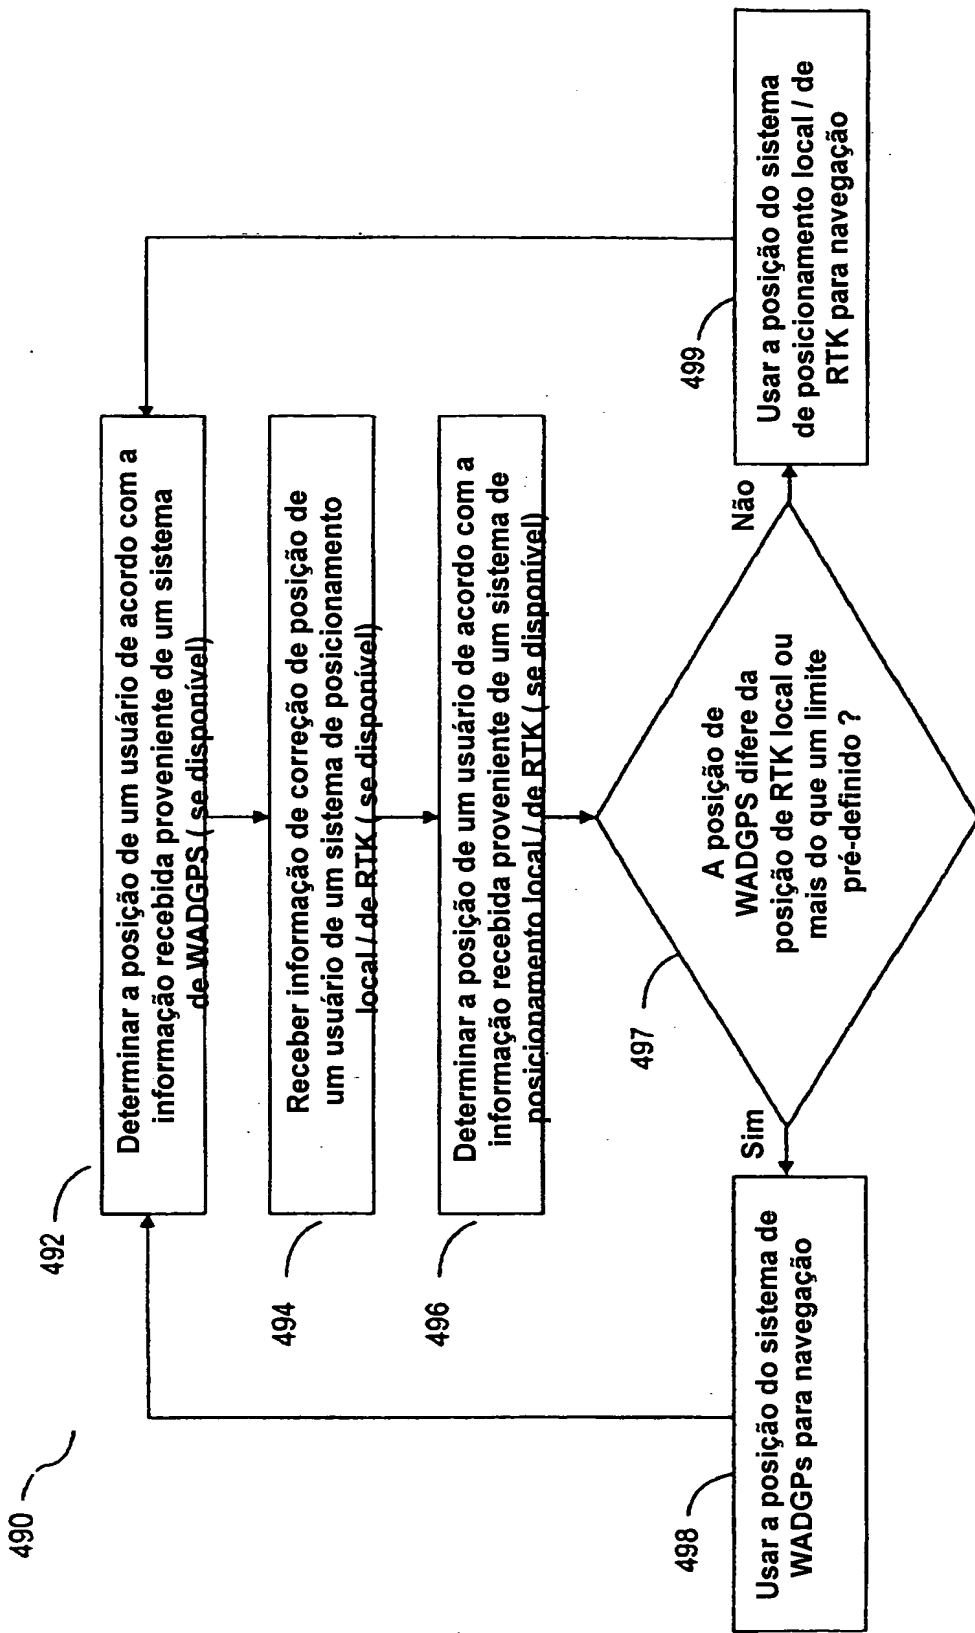 490
492
Determinar a posição de um usuário de acordo com a
informação recebida proveniente de um sistema
de WADGPS ( se disponível)
494
Receber informação de correção de posição de
um usuário de um sistema de posicionamento
local / de RTK ( se disponível)
496
Determinar a posição de um usuário de acordo com a
informação recebida proveniente de um sistema de
posicionamento local / de RTK ( se disponível)
497
A posição de
WADGPS difere da
posição de RTK local ou
mais do que um limite
pré-definido ?
Sim
Não
498
Usar a posição do sistema de
WADGPs para navegação
499
Usar a posição do sistema
de posicionamento local / de
RTK para navegação